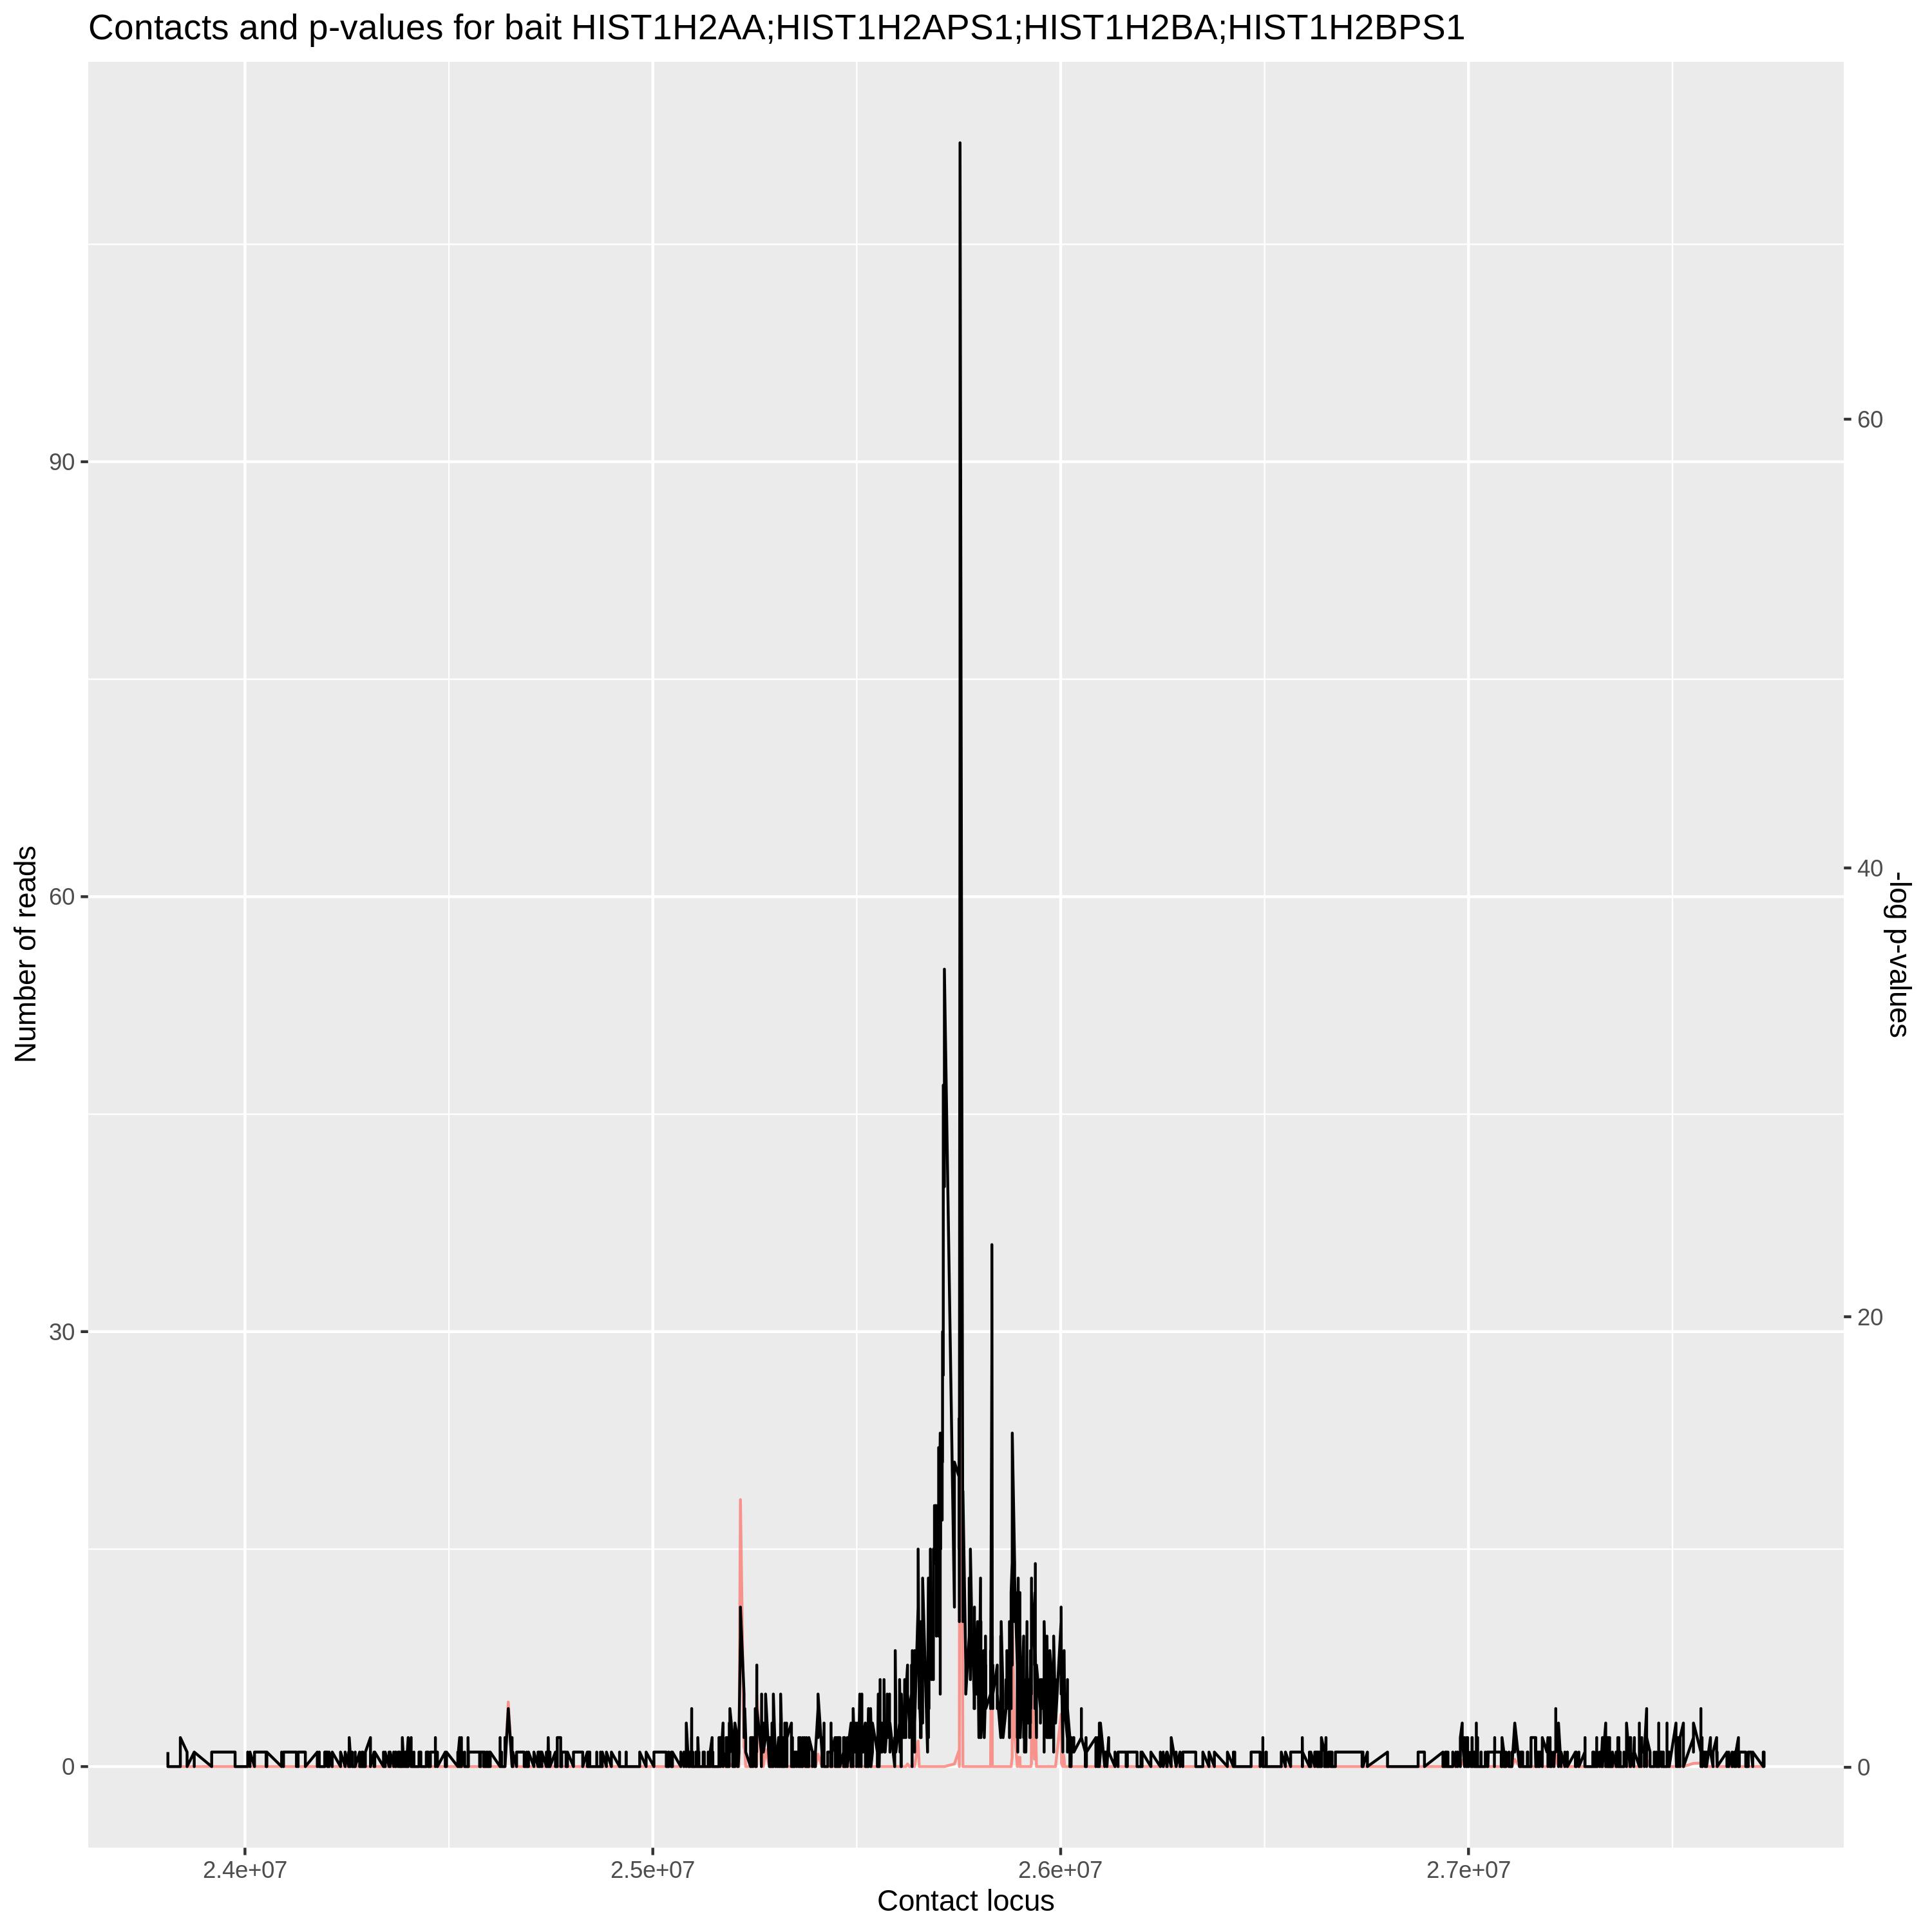 Contacts and p-values for bait HIST1H2AA;HIST1H2APS1;HIST1H2BA;HIST1H2BPS1
90
60
30
0
Number of reads
60
40
20
0
-log p-values
2.4e+07 2.5e+07 2.6e+07 2.7e+07
Contact locus